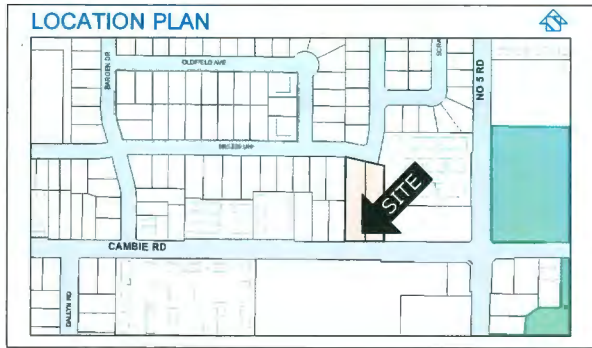 LOCATION PLAN
BARGEN DR
OLDFIELD AVE
NO 5 RD
SITE
CAMBIE RD
DALLYN RD